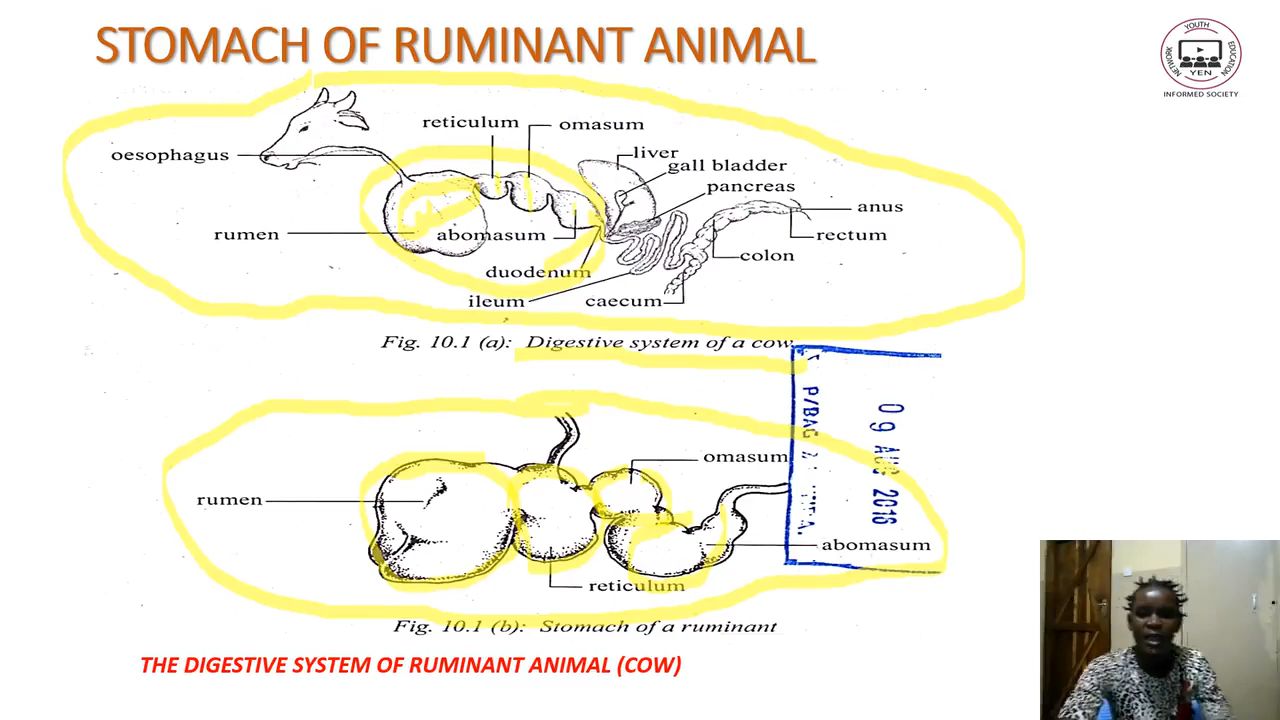 STOMACH OF RUMINANT ANIMAL
YOUTH EDUCATION NETWORK
YEN
INFORMED SOCIETY
reticulum
omasum
oesophagus
liver
gall bladder
pancreas
anus
rumen
abomasum
rectum
colon
duodenum
ileum
caecum
Fig. 10.1 (a): Digestive system of a cow
P/BAG
09 AUG 2016
omasum
rumen
abomasum
reticulum
Fig. 10.1 (b): Stomach of a ruminant
THE DIGESTIVE SYSTEM OF RUMINANT ANIMAL (COW)